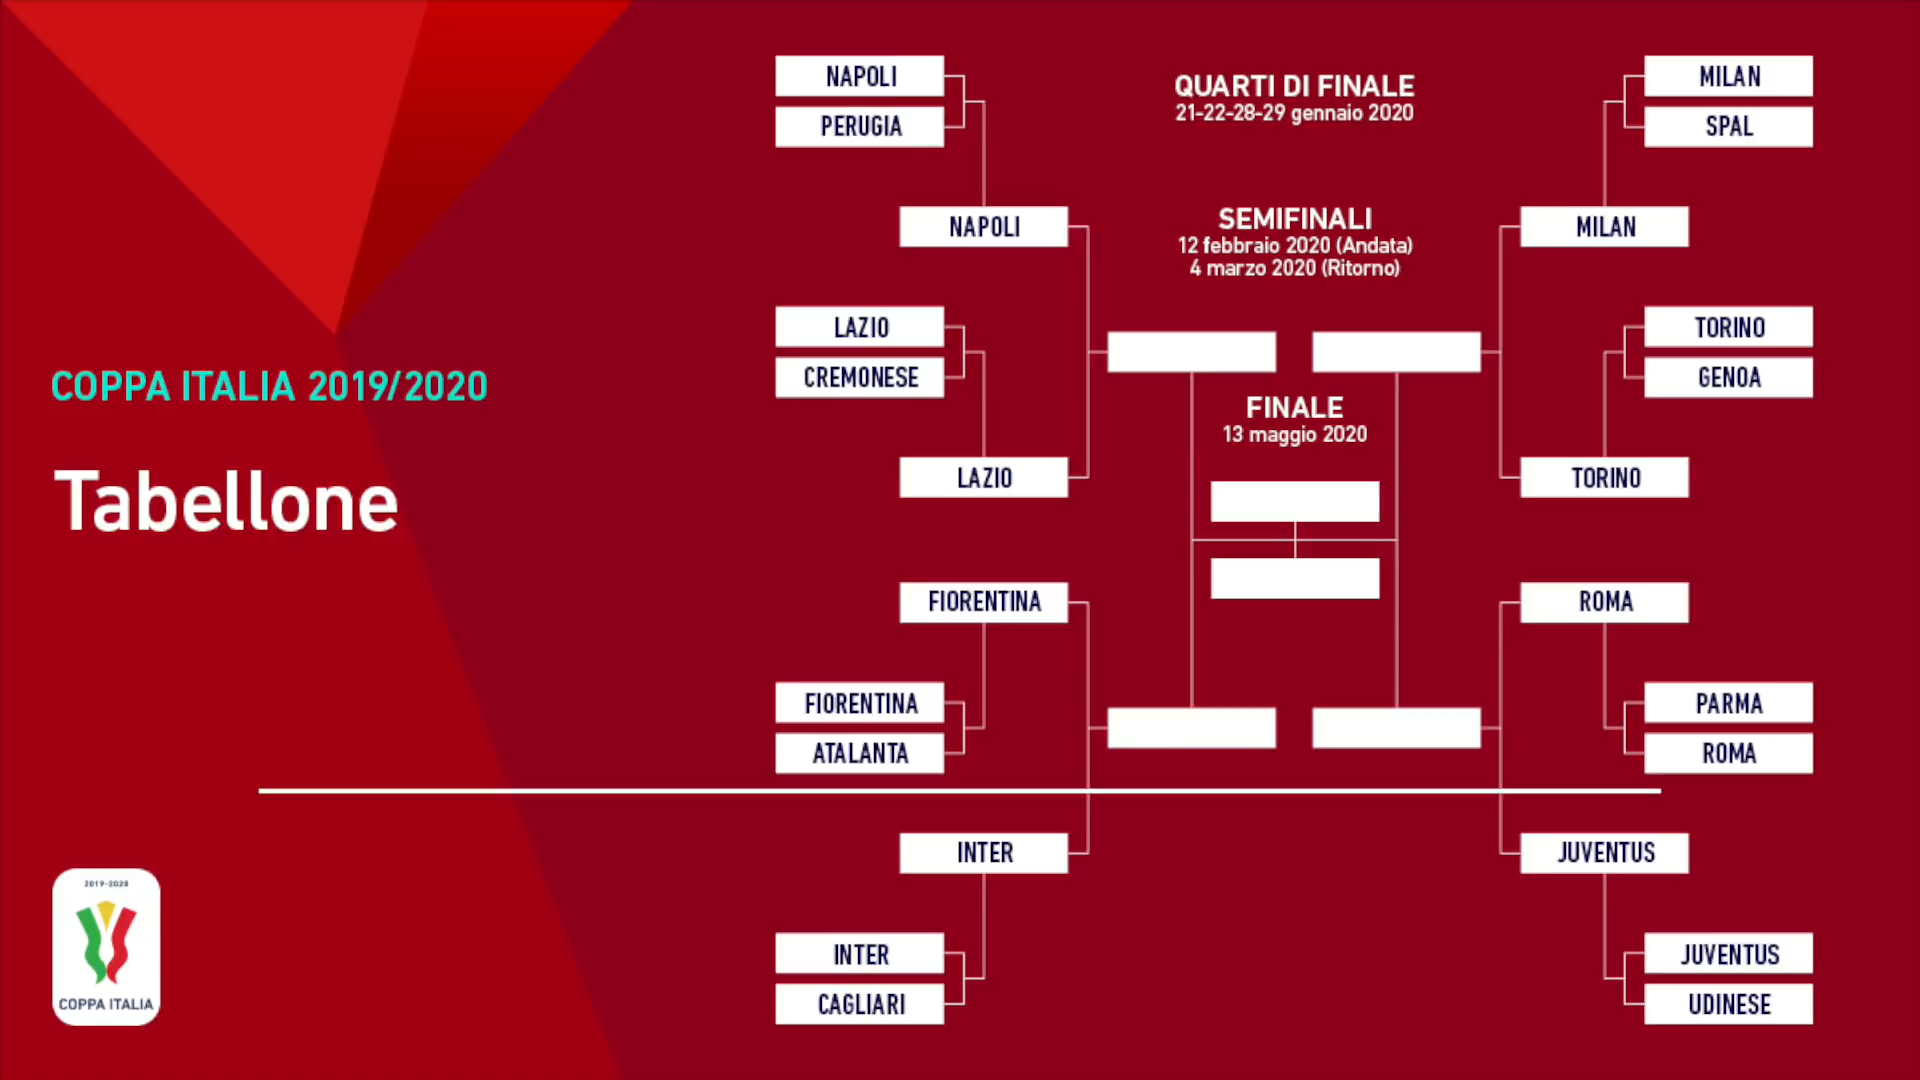 COPPA ITALIA 2019/2020
Tabellone
2019-2020
COPPA ITALIA
NAPOLI
PERUGIA
NAPOLI
LAZIO
CREMONESE
LAZIO
FIORENTINA
FIORENTINA
ATALANTA
INTER
INTER
CAGLIARI
QUARTI DI FINALE
21-22-28-29 gennaio 2020
SEMIFINALI
12 febbraio 2020 (Andata)
4 marzo 2020 (Ritorno)
FINALE
13 maggio 2020
MILAN
SPAL
MILAN
TORINO
GENOA
TORINO
ROMA
PARMA
ROMA
JUVENTUS
JUVENTUS
UDINESE